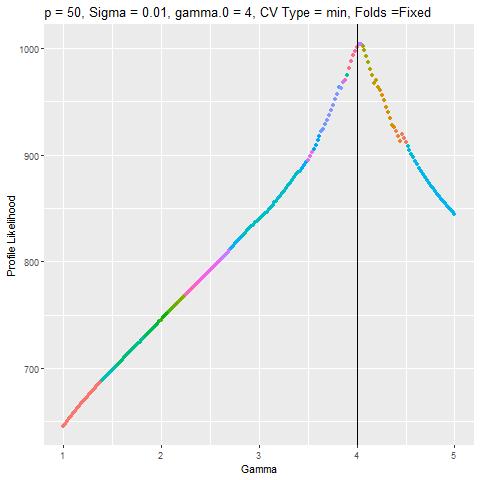 p = 50, Sigma = 0.01, gamma.0 = 4, CV Type = min, Folds =Fixed
1000
900
800
700
Profile Likelihood
1 2 3 4 5
Gamma